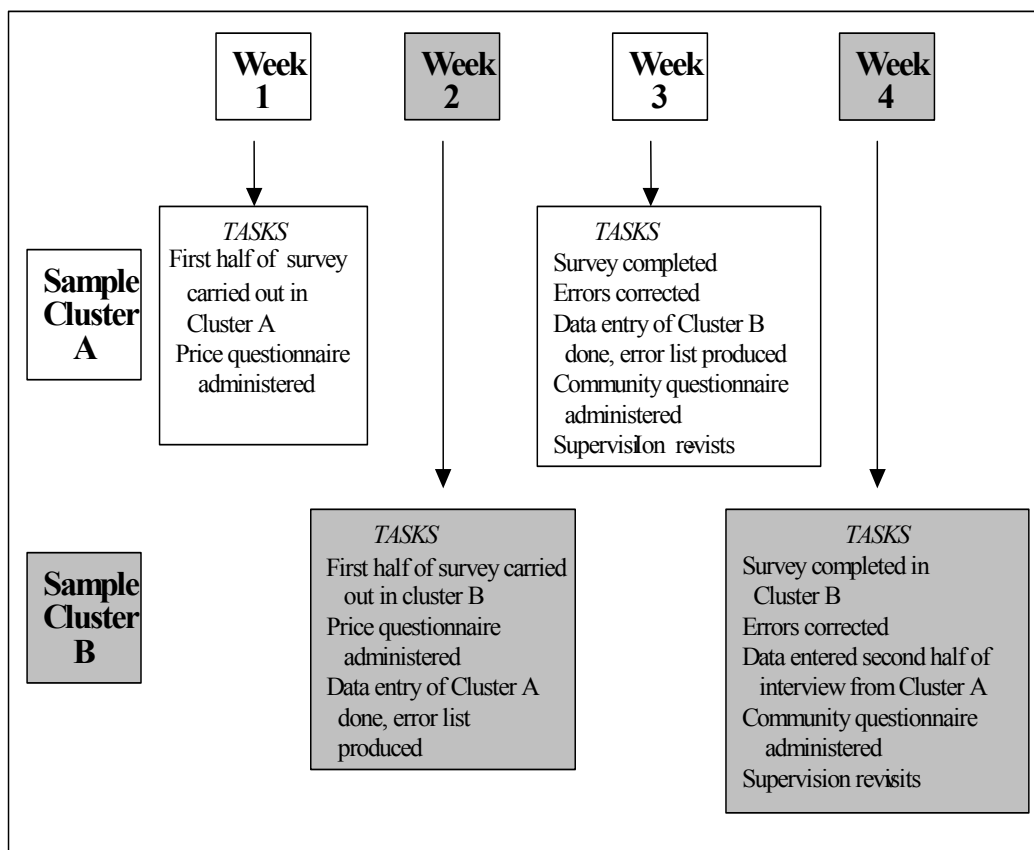 Week
1
Week
2
Week
3
Week
4
Sample
Cluster
A
TASKS
First half of survey
carried out in
Cluster A
Price questionnaire
administered
TASKS
Survey completed
Errors corrected
Data entry of Cluster B
done, error list produced
Community questionnaire
administered
SupervisIon re-vists
Sample
Cluster
B
TASKS
First half of survey carried
out in cluster B
Price questionnaire
administered
Data entry of Cluster A
done, error list
produced
TASKS
Survey completed in
Cluster B
Errors corrected
Data entered second half of
interview from Cluster A
Community questionnaire
administered
Supervision revisits